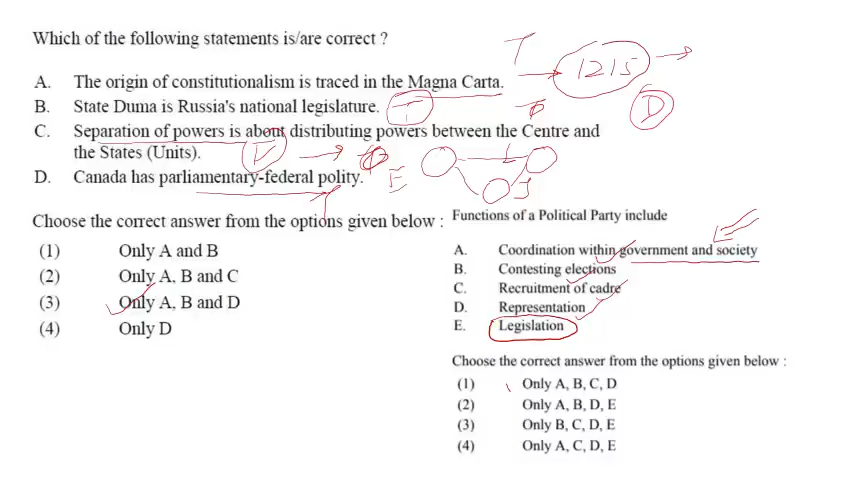 Which of the following statements is/are correct ?
A. The origin of constitutionalism is traced in the Magna Carta.
B. State Duma is Russia's national legislature.
C. Separation of powers is about distributing powers between the Centre and
the States (Units).
D. Canada has parliamentary-federal polity.
Choose the correct answer from the options given below :
(1) Only A and B
(2) Only A, B and C
(3) Only A, B and D
(4) Only D
T
1215
T
D
F
E
L
J
T
Functions of a Political Party include
A. Coordination within government and society
B. Contesting elections
C. Recruitment of cadre
D. Representation
E. Legislation
Choose the correct answer from the options given below :
(1) Only A, B, C, D
(2) Only A, B, D, E
(3) Only B, C, D, E
(4) Only A, C, D, E